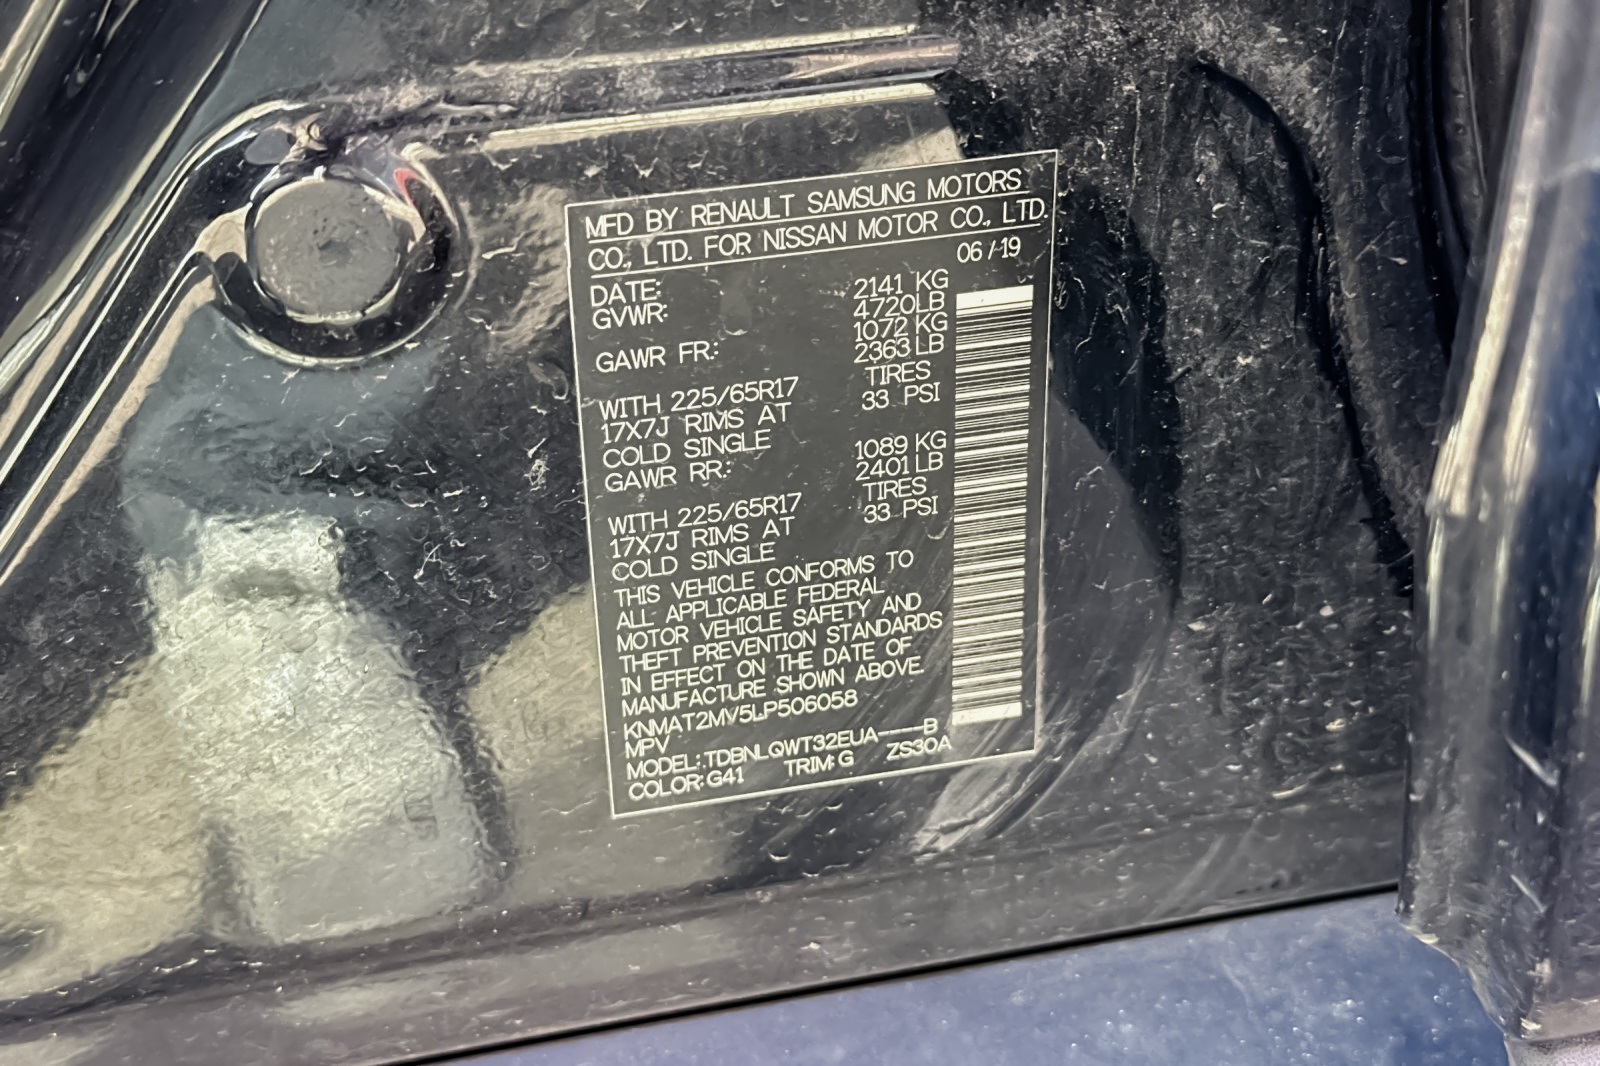 MFD BY RENAULT SAMSUNG MOTORS
CO., LTD. FOR NISSAN MOTOR CO., LTD.
DATE: 06/19
GVWR: 2141 KG
4720LB
GAWR FR.: 1072 KG
2363LB
WITH 225/65R17 TIRES
17X7J RIMS AT 33 PSI
COLD SINGLE
GAWR RR.: 1089 KG
2401LB
WITH 225/65R17 TIRES
17X7J RIMS AT 33 PSI
COLD SINGLE
THIS VEHICLE CONFORMS TO
ALL APPLICABLE FEDERAL
MOTOR VEHICLE SAFETY AND
THEFT PREVENTION STANDARDS
IN EFFECT ON THE DATE OF
MANUFACTURE SHOWN ABOVE.
KNMAT2MV5LP506058
MPV
MODEL: TDBNLQWT32EUA----B
COLOR: G41 TRIM: G ZS30A